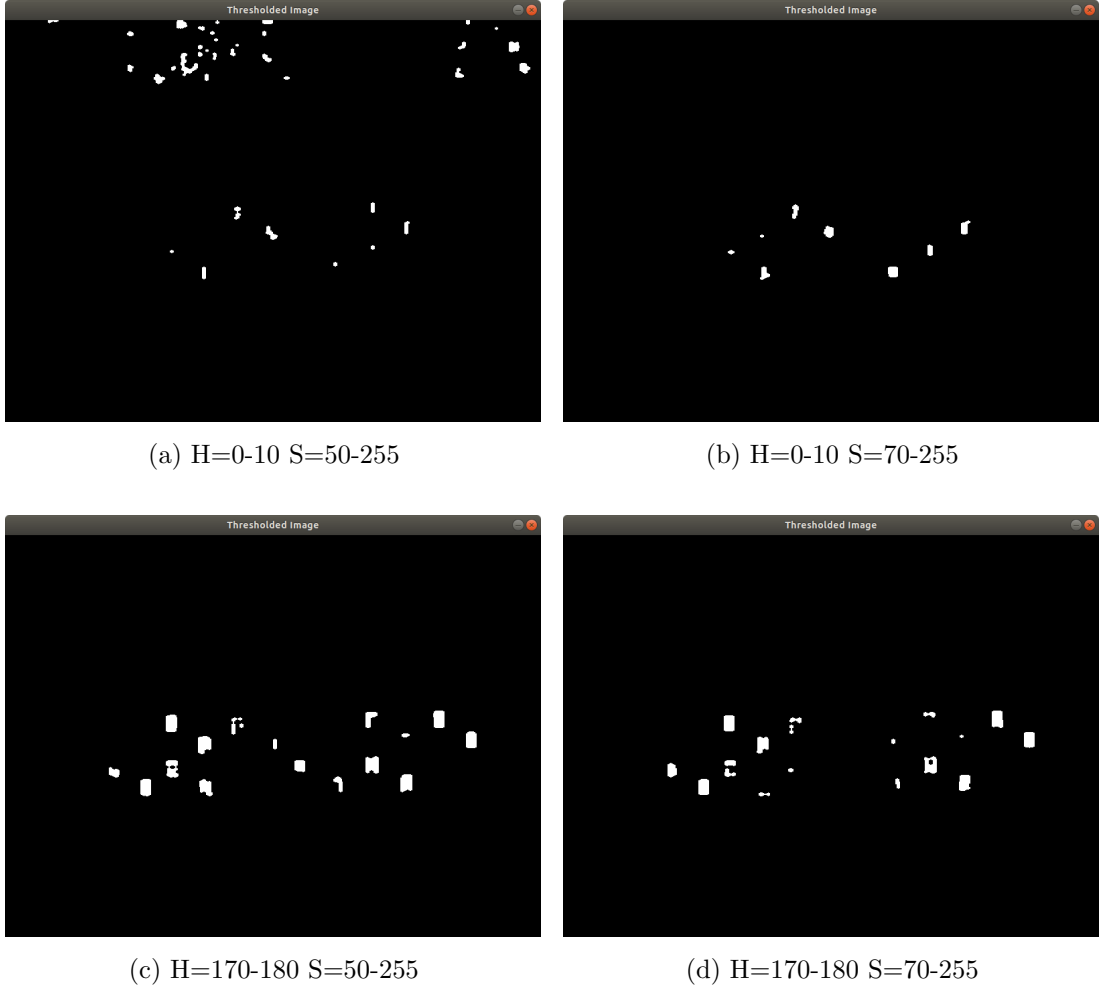 Thresholded Image
Thresholded Image
(a) H=0-10 S=50-255
(b) H=0-10 S=70-255
Thresholded Image
Thresholded Image
(c) H=170-180 S=50-255
(d) H=170-180 S=70-255